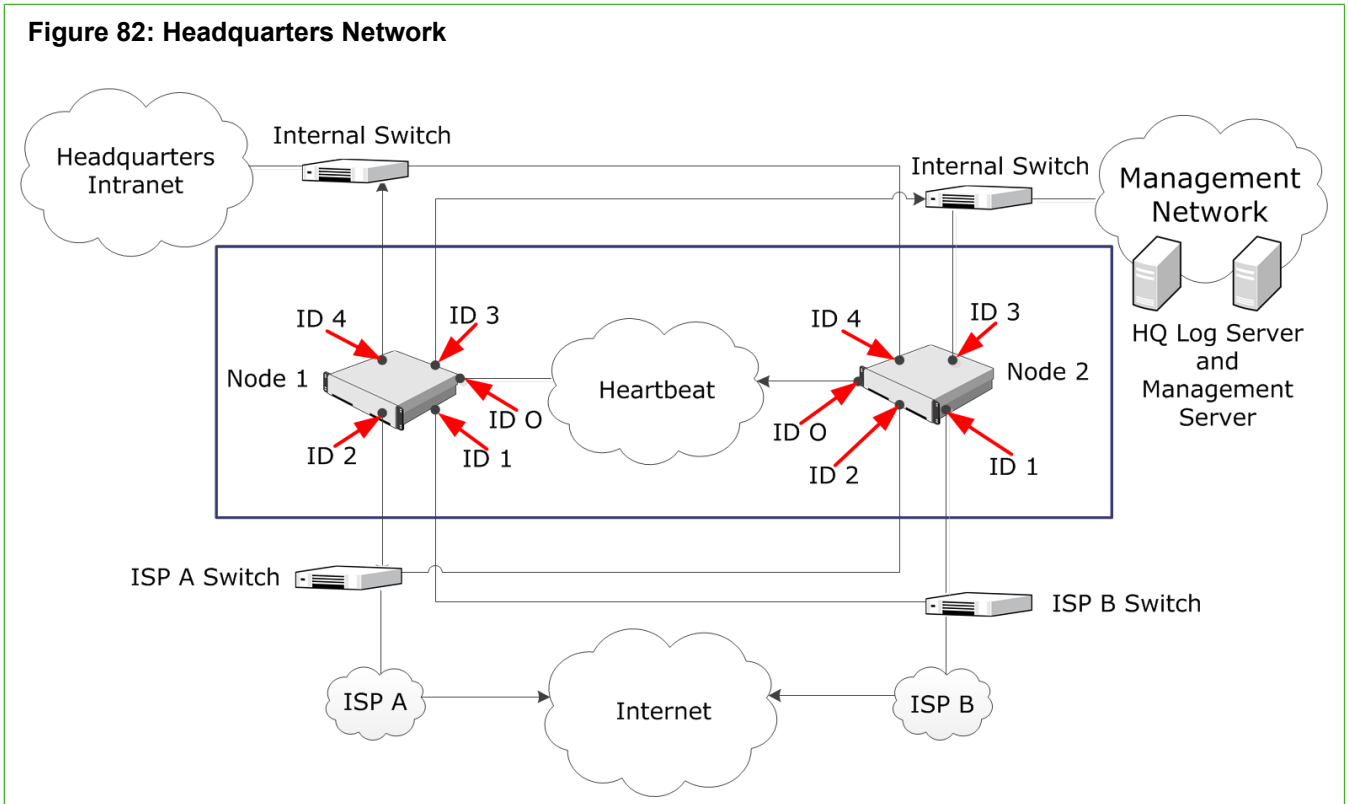 Figure 82: Headquarters Network
Internal Switch
Headquarters
Intranet
Internal Switch
Management
Network
ID 4
ID 3
ID 4
ID 3
Node 1
Heartbeat
Node 2
HQ Log Server
and
Management
Server
ID O
ID O
ID 2
ID 1
ID 2
ID 1
ISP A Switch
ISP B Switch
ISP A
Internet
ISP B